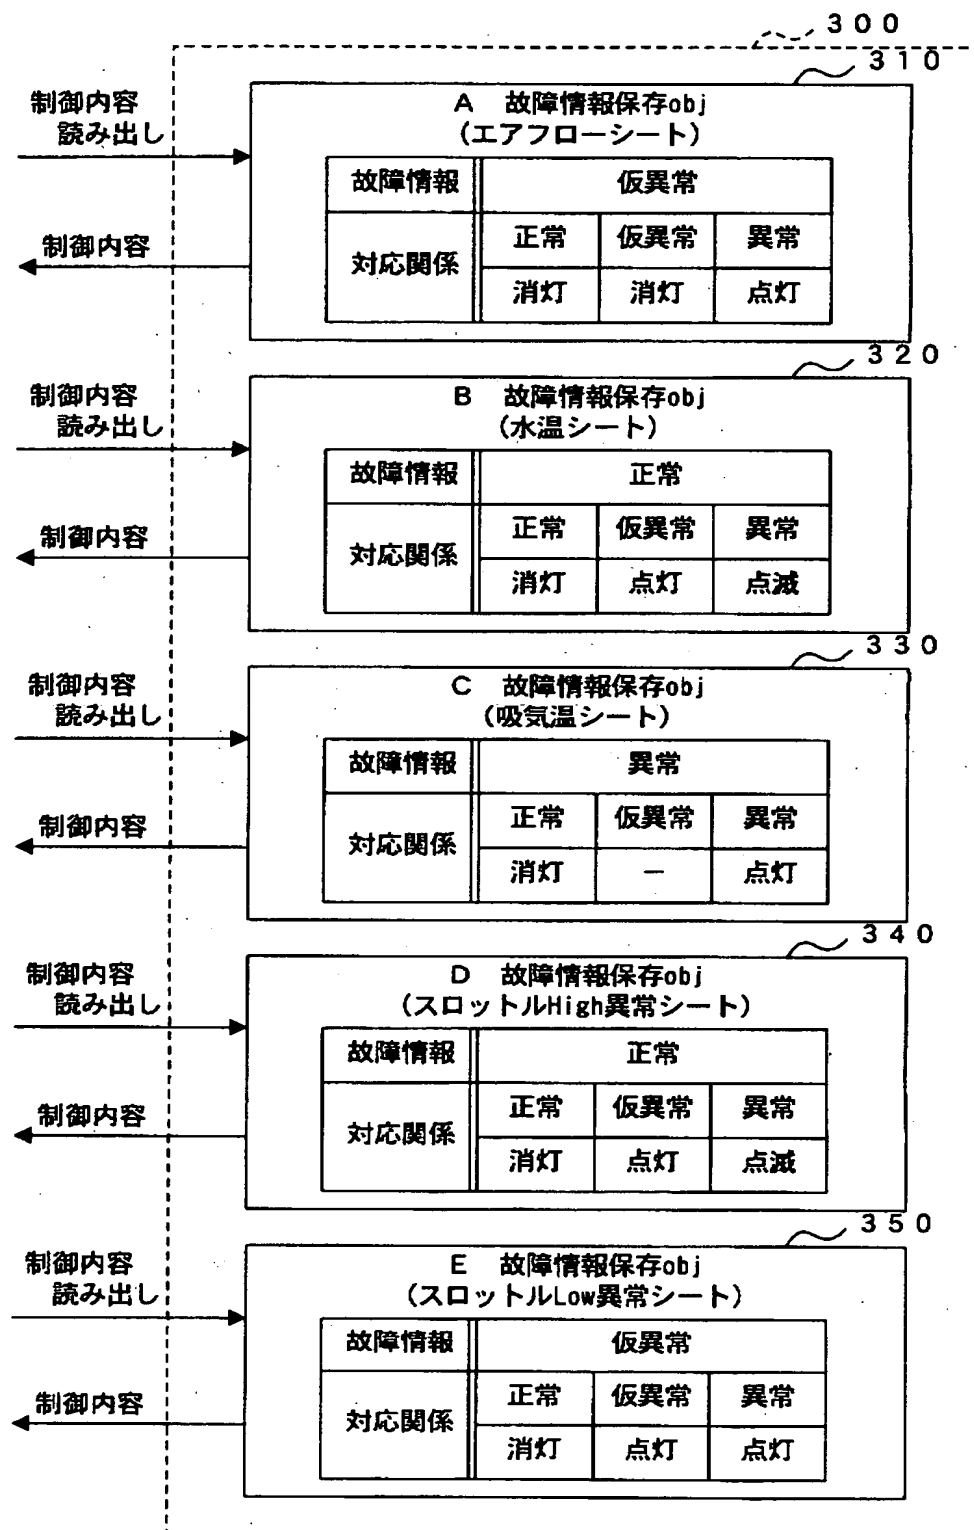 300
310
制御内容
読み出し
A 故障情報保存obj
(エアフローシート)
故障情報 仮異常
制御内容
対応関係
正常 仮異常 異常
消灯 消灯 点灯
320
制御内容
読み出し
B 故障情報保存obj
(水温シート)
故障情報 正常
制御内容
対応関係
正常 仮異常 異常
消灯 点灯 点滅
330
制御内容
読み出し
C 故障情報保存obj
(吸気温シート)
故障情報 異常
制御内容
対応関係
正常 仮異常 異常
消灯 － 点灯
340
制御内容
読み出し
D 故障情報保存obj
(スロットルHigh異常シート)
故障情報 正常
制御内容
対応関係
正常 仮異常 異常
消灯 点灯 点滅
350
制御内容
読み出し
E 故障情報保存obj
(スロットルLow異常シート)
故障情報 仮異常
制御内容
対応関係
正常 仮異常 異常
消灯 点灯 点灯